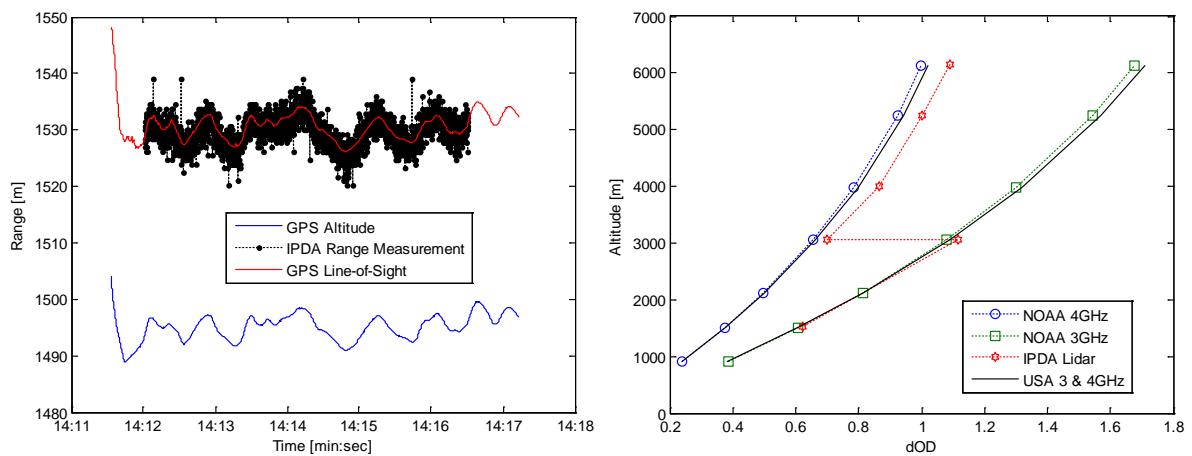 1550
1540
1530
1520
1510
1500
1490
1480
Range [m]
GPS Altitude
IPDA Range Measurement
GPS Line-of-Sight
14:11 14:12 14:13 14:14 14:15 14:16 14:17 14:18
Time [min:sec]
7000
6000
5000
4000
3000
2000
1000
0
Altitude [m]
NOAA 4GHz
NOAA 3GHz
IPDA Lidar
USA 3 & 4GHz
0.2 0.4 0.6 0.8 1 1.2 1.4 1.6 1.8
dOD